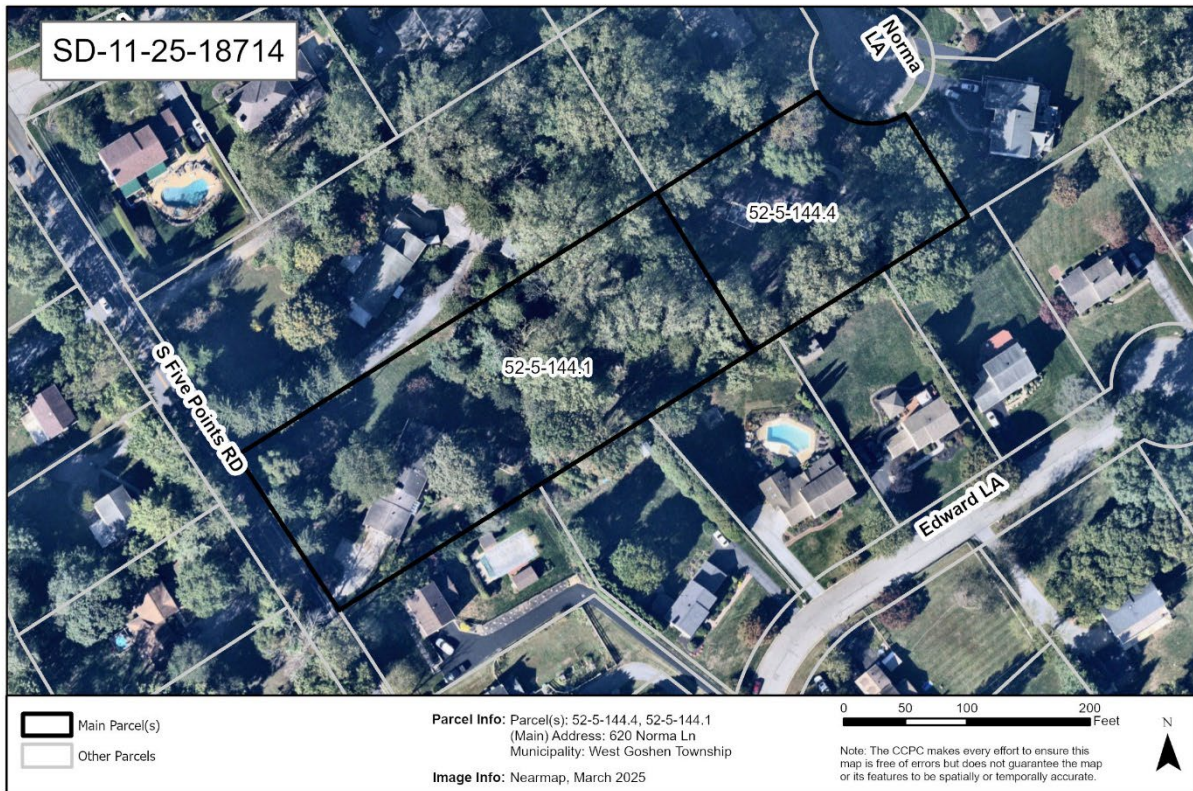 SD-11-25-18714
Norma
LA
52-5-144.4
52-5-144.1
S Five Points RD
Edward LA
Main Parcel(s)
Other Parcels
Parcel Info: Parcel(s): 52-5-144.4, 52-5-144.1
(Main) Address: 620 Norma Ln
Municipality: West Goshen Township
Image Info: Nearmap, March 2025
0 50 100 200
Feet
Note: The CCPC makes every effort to ensure this
map is free of errors but does not guarantee the map
or its features to be spatially or temporally accurate.
N